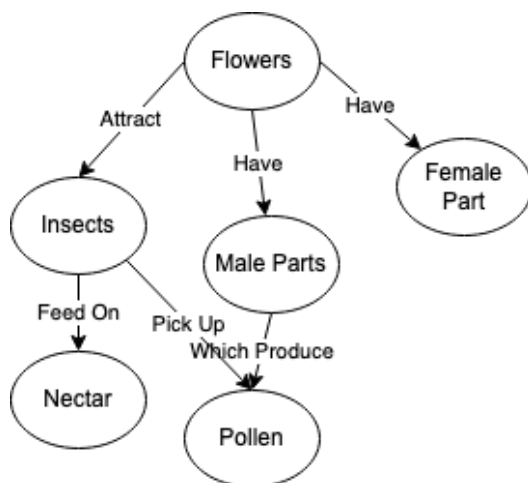 Flowers
Attract
Have
Have
Female
Part
Insects
Male Parts
Feed On
Pick Up
Which Produce
Nectar
Pollen